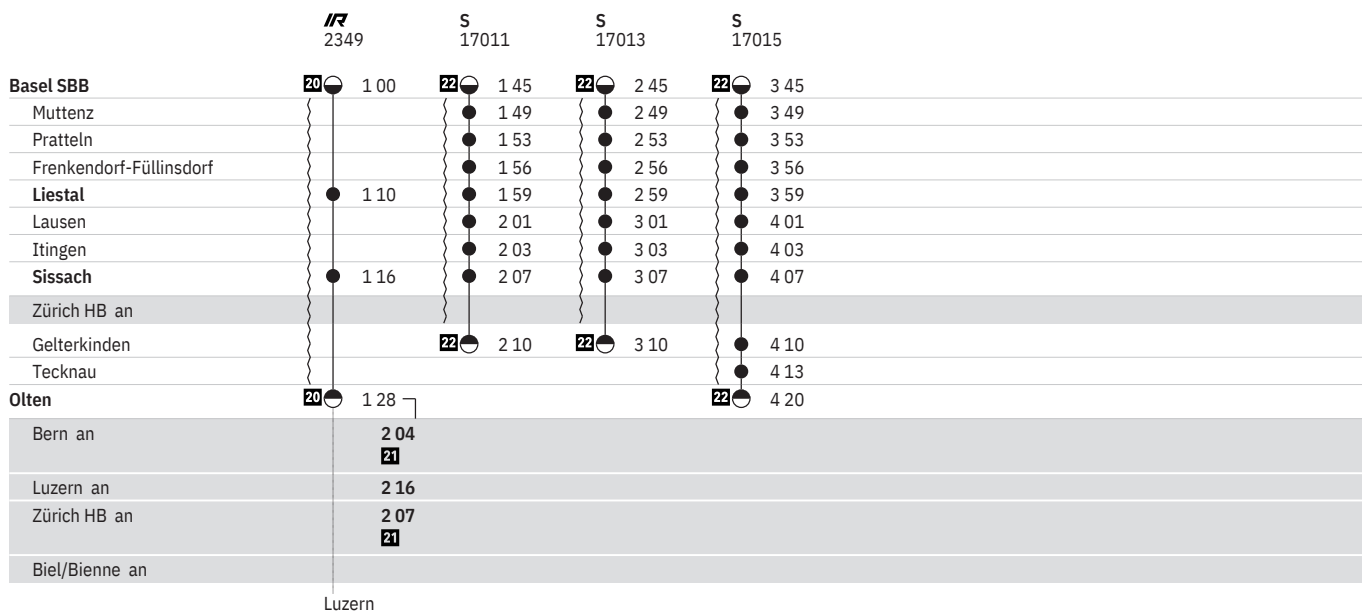 IR S S S
2349 17011 17013 17015
Basel SBB 20 1 00 22 1 45 22 2 45 22 3 45
Muttenz 1 49 2 49 3 49
Pratteln 1 53 2 53 3 53
Frenkendorf-Füllinsdorf 1 56 2 56 3 56
Liestal 1 10 1 59 2 59 3 59
Lausen 2 01 3 01 4 01
Itingen 2 03 3 03 4 03
Sissach 1 16 2 07 3 07 4 07
Zürich HB an
Gelterkinden 22 2 10 22 3 10 4 10
Tecknau 4 13
Olten 20 1 28 22 4 20
Bern an 2 04
21
Luzern an 2 16
Zürich HB an 2 07
21
Biel/Bienne an
Luzern